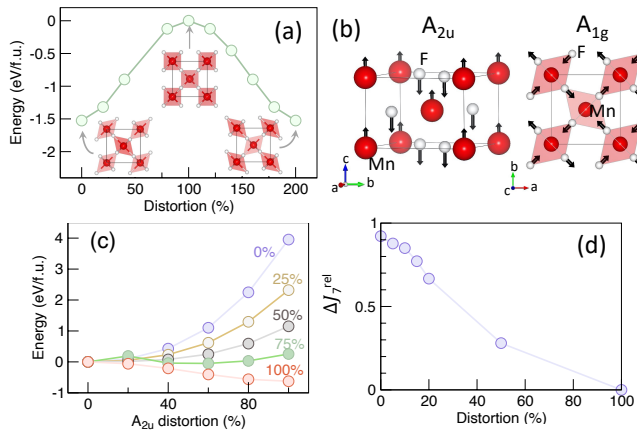 (a)
Energy (eV/f.u.)
0
-0.5
-1
-1.5
-2
0 50 100 150 200
Distortion (%)
(b)
A2u
A1g
F
Mn
c
a
b
F
Mn
b
c
a
(c)
Energy (eV/f.u.)
4
3
2
1
0
-1
0%
25%
50%
75%
100%
0 40 80
A2u distortion (%)
(d)
ΔJ7rel
1
0.5
0
0 20 40 60 80 100
Distortion (%)